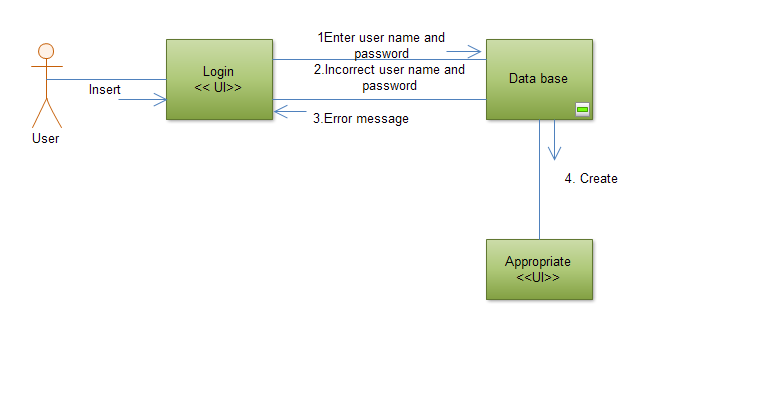 1Enter user name and
password
Login
<< UI>>
2.Incorrect user name and
password
Data base
Insert
3.Error message
User
4. Create
Appropriate
<<UI>>